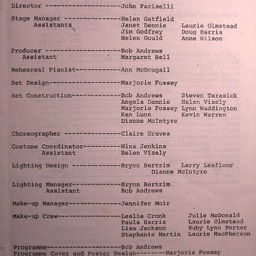 Director --------------------John Pariselli
Stage Manager ---------------Helen Gatfield
Assistants Janet Dennie Laurie Olmstead
Jim Godfrey Doug Harris
Helen Gould Anne Wilson
Producer --------------------Bob Andrews
Assistant Margaret Bell
Rehearsal Pianist------------Ann McDougall
Set Design ------------------Marjorie Fossey
Set Construction-------------Bob Andrews Steven Tarasick
Angela Dennie Helen Vizely
Marjorie Fossey Lynn Waddington
Ken Lunn Kevin Warren
Dianne McIntyre
Choreographer ---------------Claire Graves
Costume Coordinator----------Nina Jenkins
Assistant Helen Vizely
Lighting Design -------------Bryon Bertrim Larry Leafloor
Dianne McIntyre
Lighting Manager-------------Bryon Bertrim
Assistant Bob Andrews
Make-up Manager--------------Jennifer Moir
Make-up Crew-----------------Leslie Cronk Julie McDonald
Paula Harris Laurie Olmstead
Lisa Jackson Ruby Lynn Porter
Stephanie Martin Laurie MacPherson
Programme--------------------Bob Andrews
Programme Cover and Poster Design-------Marjorie Fossey